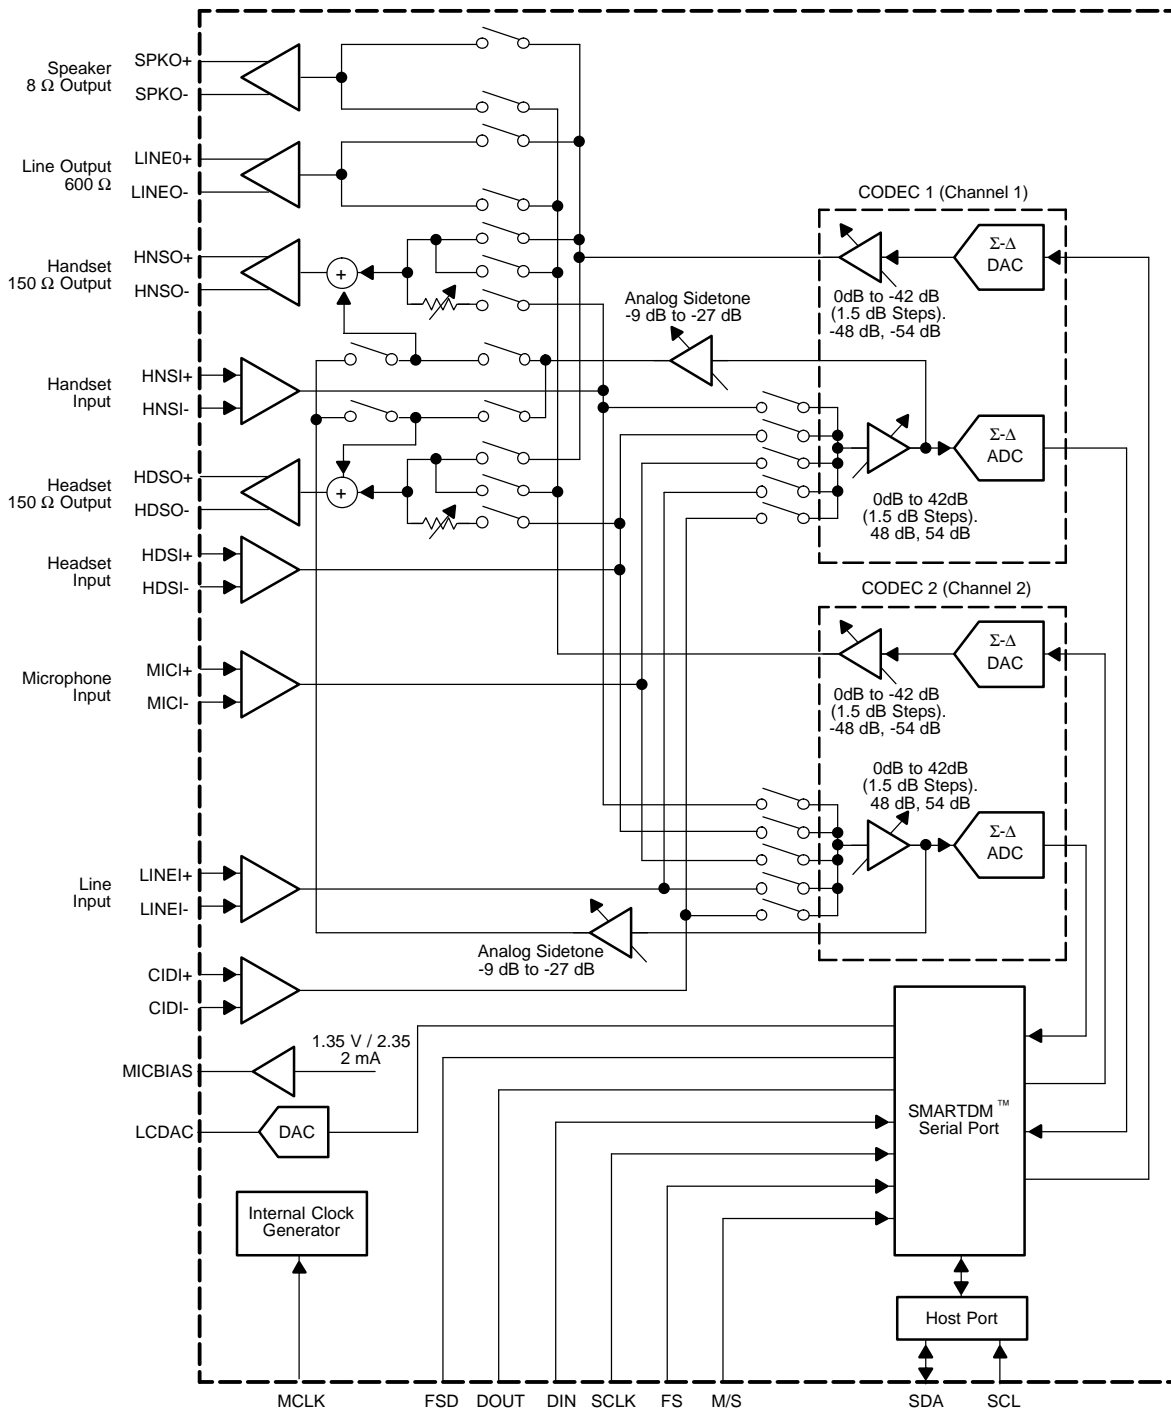 Speaker
8 Ω Output
SPKO+
SPKO-
Line Output
600 Ω
LINE0+
LINEO-
Handset
150 Ω Output
HNSO+
HNSO-
+
Handset
Input
HNSI+
HNSI-
Headset
150 Ω Output
HDSO+
HDSO-
+
Headset
Input
HDSI+
HDSI-
Microphone
Input
MICI+
MICI-
Line
Input
LINEI+
LINEI-
CIDI+
CIDI-
MICBIAS
1.35 V / 2.35
2 mA
LCDAC
DAC
Internal Clock
Generator
Analog Sidetone
-9 dB to -27 dB
CODEC 1 (Channel 1)
Σ-Δ
DAC
0dB to -42 dB
(1.5 dB Steps).
-48 dB, -54 dB
Σ-Δ
ADC
0dB to 42dB
(1.5 dB Steps).
48 dB, 54 dB
CODEC 2 (Channel 2)
Σ-Δ
DAC
0dB to -42 dB
(1.5 dB Steps).
-48 dB, -54 dB
0dB to 42dB
(1.5 dB Steps).
48 dB, 54 dB
Σ-Δ
ADC
Analog Sidetone
-9 dB to -27 dB
SMARTDM™
Serial Port
Host Port
MCLK
FSD
DOUT
DIN
SCLK
FS
M/S
SDA
SCL